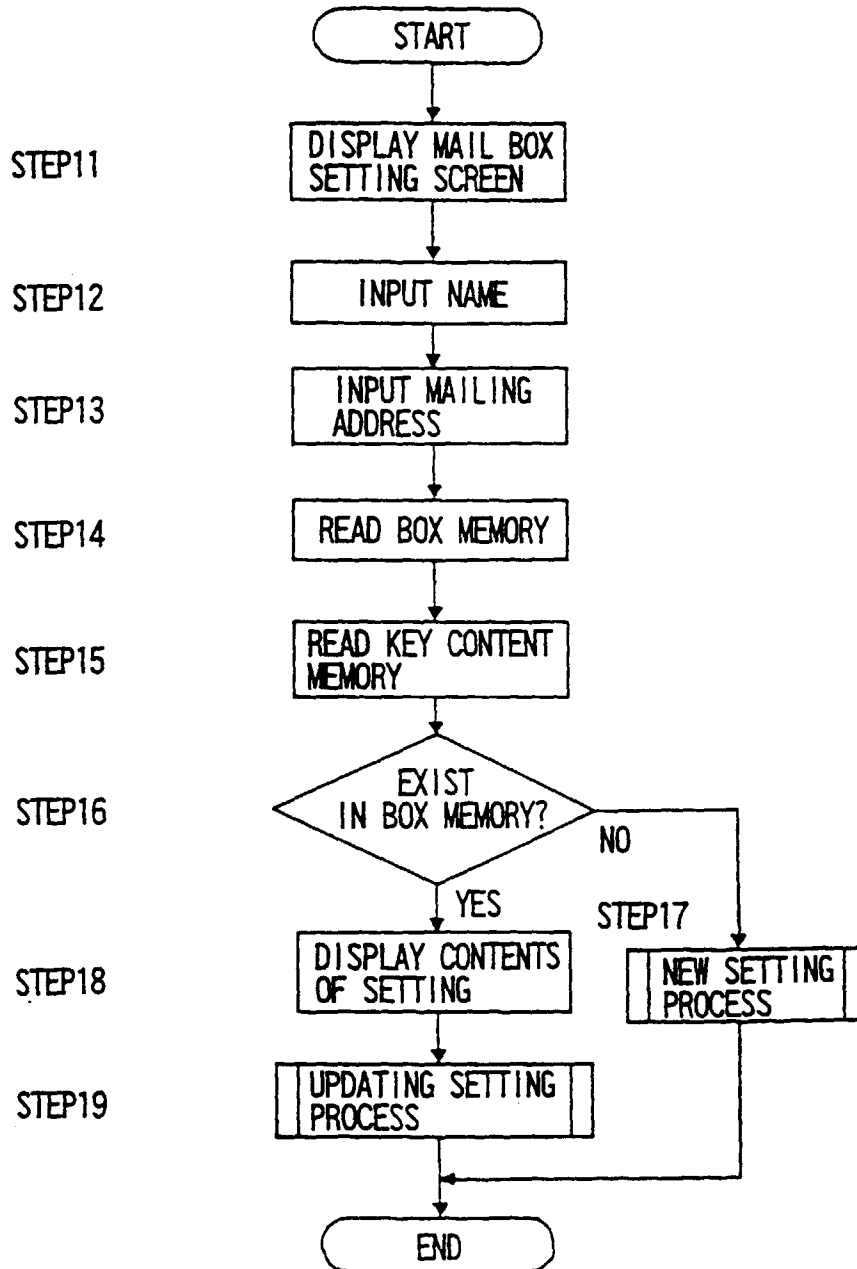 START
STEP11
DISPLAY MAIL BOX
SETTING SCREEN
STEP12
INPUT NAME
STEP13
INPUT MAILING
ADDRESS
STEP14
READ BOX MEMORY
STEP15
READ KEY CONTENT
MEMORY
STEP16
EXIST
IN BOX MEMORY?
NO
YES
STEP17
NEW SETTING
PROCESS
STEP18
DISPLAY CONTENTS
OF SETTING
STEP19
UPDATING SETTING
PROCESS
END